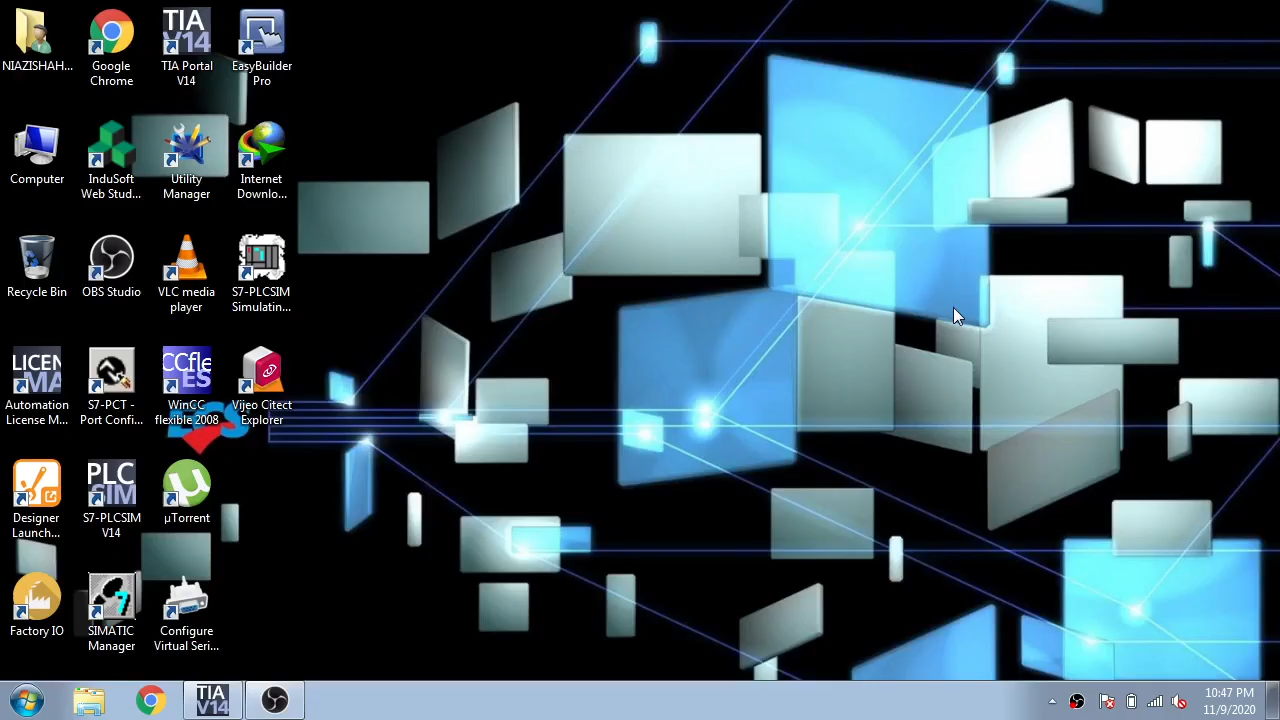 NIAZISHAH...
Google
Chrome
TIA
V14
TIA Portal
V14
EasyBuilder
Pro
Computer
InduSoft
Web Stud...
Utility
Manager
Internet
Downlo...
Recycle Bin
OBS Studio
VLC media
player
S7-PLCSIM
Simulatin...
LICEN
MA
Automation
License M...
S7-PCT -
Port Confi...
CCfle
ES
WinCC
flexible 2008
Vijeo Citect
Explorer
Designer
Launch...
PLC
SIM
S7-PLCSIM
V14
µTorrent
Factory IO
7
SIMATIC
Manager
Configure
Virtual Seri...
TIA
V14
10:47 PM
11/9/2020